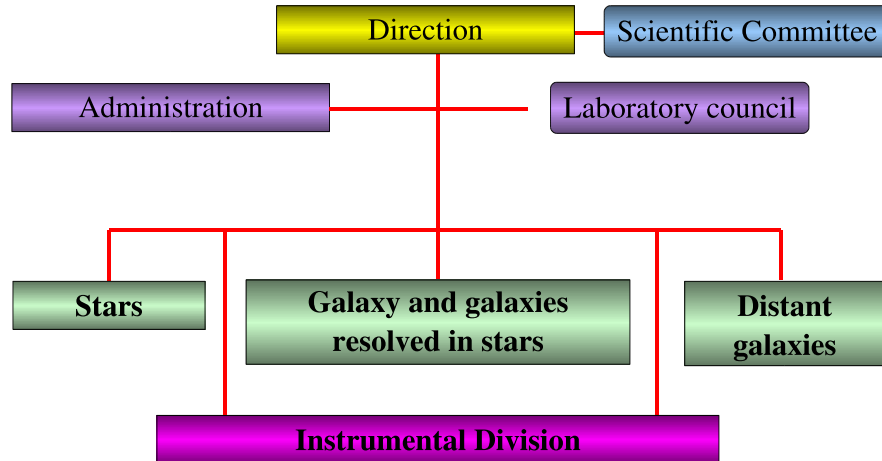 Direction
Scientific Committee
Administration
Laboratory council
Stars
Galaxy and galaxies
resolved in stars
Distant
galaxies
Instrumental Division